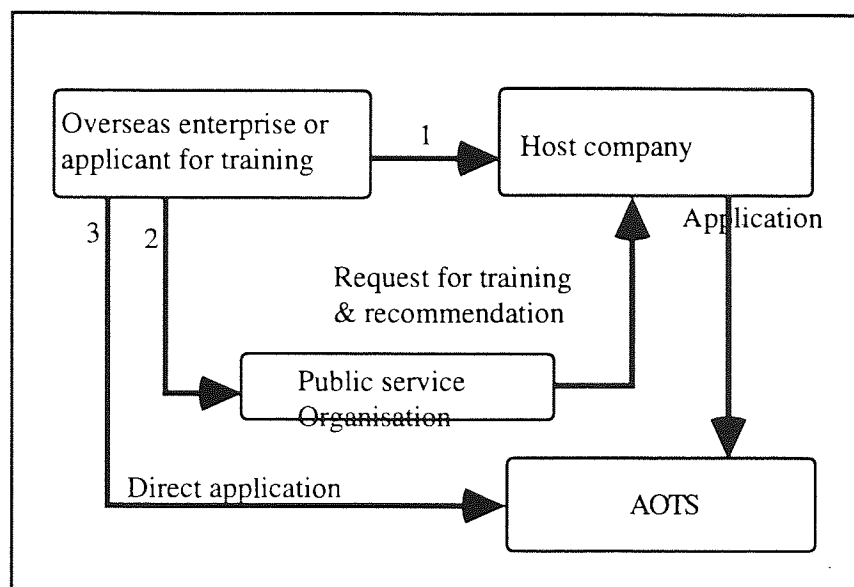 Overseas enterprise or
applicant for training
1
Host company
3
2
Application
Request for training
& recommendation
Public service
Organisation
Direct application
AOTS